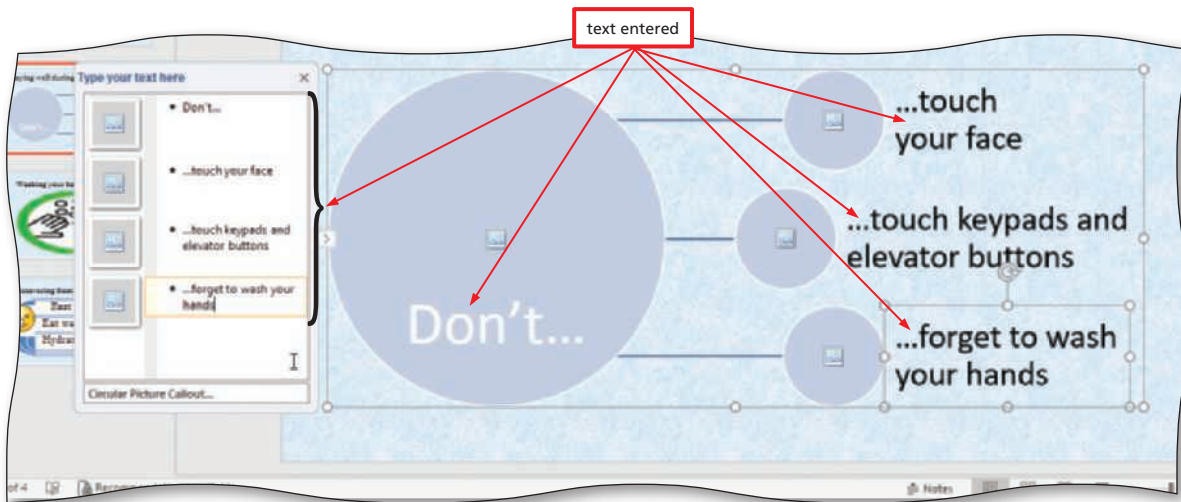 text entered
Type your text here
• Don't...
• ...touch your face
• ...touch keypads and
elevator buttons
• ...forget to wash your
hands
Circular Picture Callout...
Don't...
...touch
your face
...touch keypads and
elevator buttons
...forget to wash
your hands
of 4
Notes